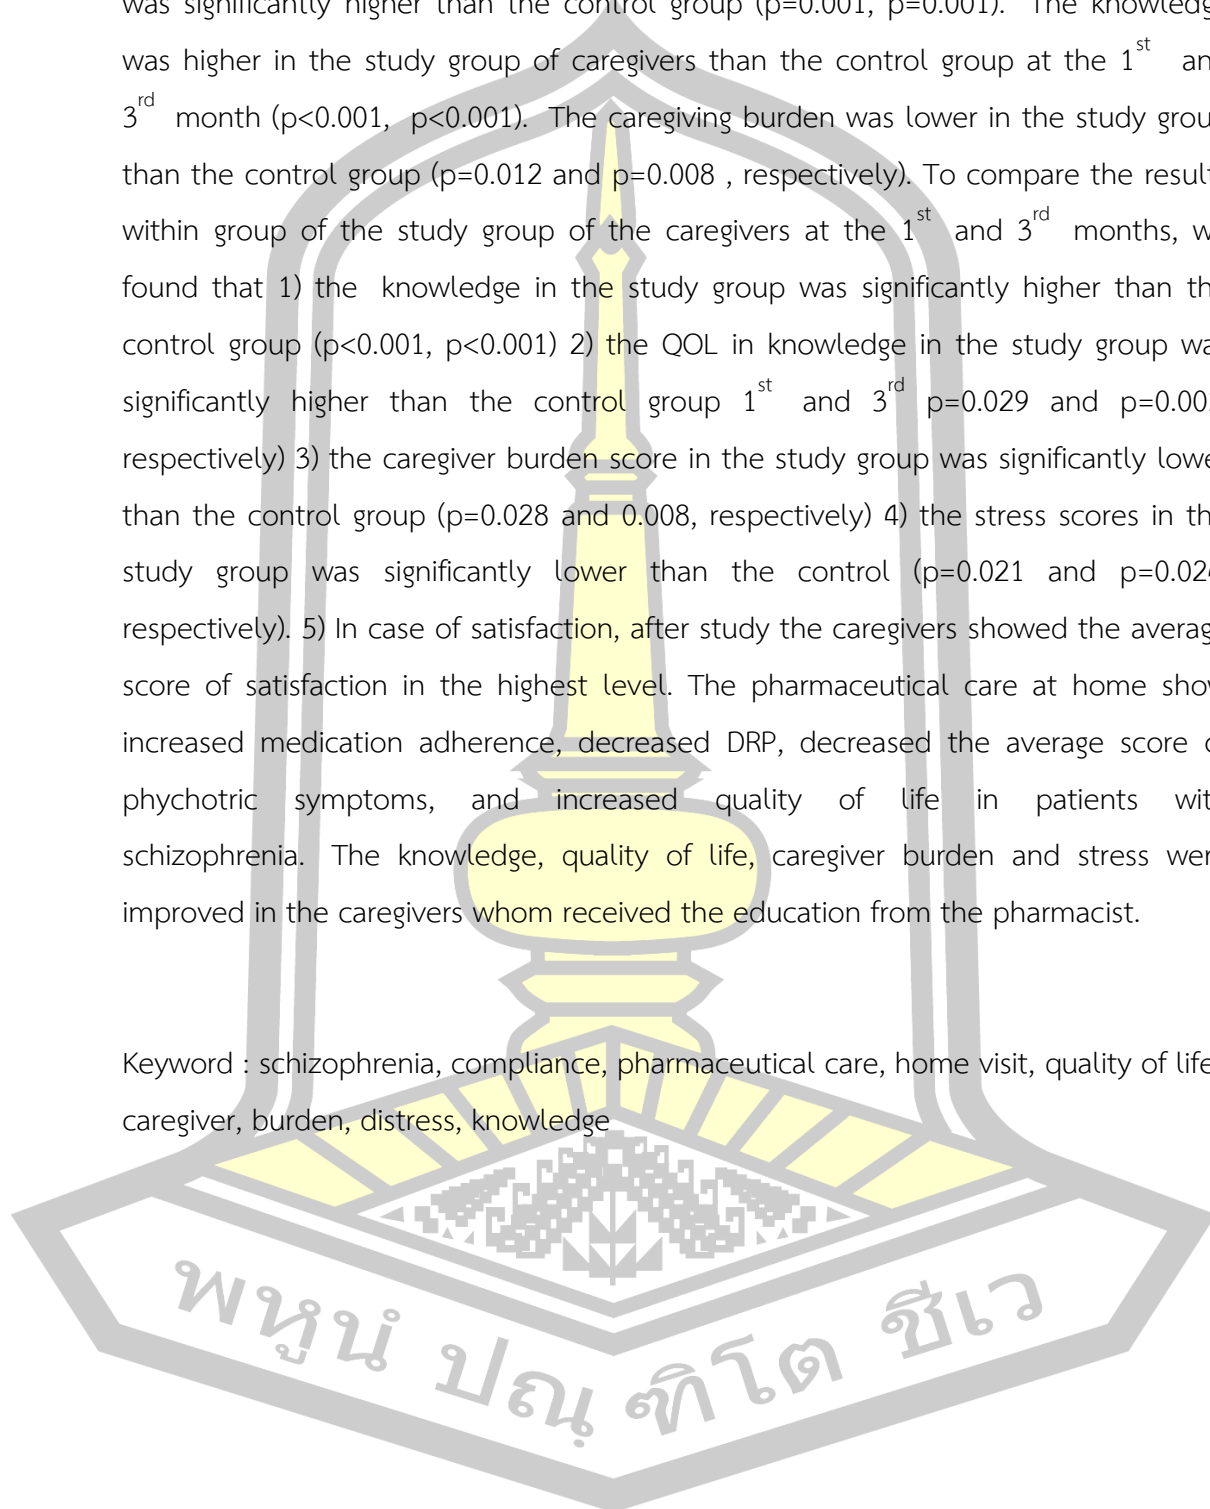 was significantly higher than the control group (p=0.001, p=0.001). The knowledg
was higher in the study group of caregivers than the control group at the 1st an
3rd month (p<0.001, p<0.001). The caregiving burden was lower in the study grou
than the control group (p=0.012 and p=0.008 , respectively). To compare the result
within group of the study group of the caregivers at the 1st and 3rd months, w
found that 1) the knowledge in the study group was significantly higher than th
control group (p<0.001, p<0.001) 2) the QOL in knowledge in the study group wa
significantly higher than the control group 1st and 3rd p=0.029 and p=0.00
respectively) 3) the caregiver burden score in the study group was significantly lowe
than the control group (p=0.028 and 0.008, respectively) 4) the stress scores in th
study group was significantly lower than the control (p=0.021 and p=0.02
respectively). 5) In case of satisfaction, after study the caregivers showed the averag
score of satisfaction in the highest level. The pharmaceutical care at home show
increased medication adherence, decreased DRP, decreased the average score o
phychotric symptoms, and increased quality of life in patients wit
schizophrenia. The knowledge, quality of life, caregiver burden and stress wer
improved in the caregivers whom received the education from the pharmacist.
Keyword : schizophrenia, compliance, pharmaceutical care, home visit, quality of life
caregiver, burden, distress, knowledge
พหูนํ ปณฺฑิโต ชีเว